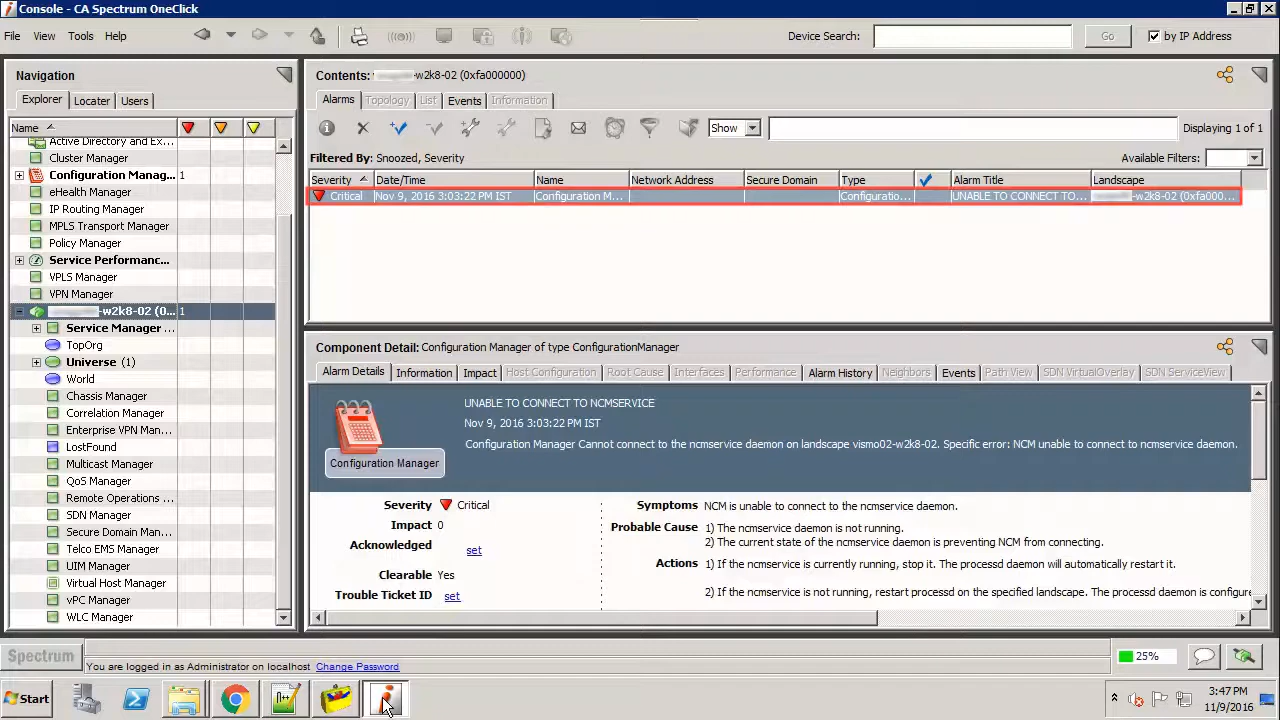 Console - CA Spectrum OneClick
File View Tools Help
Device Search:
Go
by IP Address
Navigation
Explorer Locater Users
Name
Active Directory and Ex...
Cluster Manager
Configuration Manag... 1
eHealth Manager
IP Routing Manager
MPLS Transport Manager
Policy Manager
Service Performanc...
VPLS Manager
VPN Manager
-w2k8-02 (0... 1
Service Manager ...
TopOrg
Universe (1)
World
Chassis Manager
Correlation Manager
Enterprise VPN Man...
LostFound
Multicast Manager
QoS Manager
Remote Operations ...
SDN Manager
Secure Domain Man...
Telco EMS Manager
UIM Manager
Virtual Host Manager
vPC Manager
WLC Manager
Contents: -w2k8-02 (0xfa000000)
Alarms Topology List Events Information
Show
Displaying 1 of 1
Filtered By: Snoozed, Severity
Available Filters:
Severity Date/Time Name Network Address Secure Domain Type Alarm Title Landscape
Critical Nov 9, 2016 3:03:22 PM IST Configuration M... Configuratio... UNABLE TO CONNECT TO... -w2k8-02 (0xfa000...
Component Detail: Configuration Manager of type ConfigurationManager
Alarm Details Information Impact Host Configuration Root Cause Interfaces Performance Alarm History Neighbors Events Path View SDN VirtualOverlay SDN ServiceView
UNABLE TO CONNECT TO NCMSERVICE
Nov 9, 2016 3:03:22 PM IST
Configuration Manager Cannot connect to the ncmservice daemon on landscape vismo02-w2k8-02. Specific error: NCM unable to connect to ncmservice daemon.
Configuration Manager
Severity Critical
Impact 0
Acknowledged set
Clearable Yes
Trouble Ticket ID set
Symptoms NCM is unable to connect to the ncmservice daemon.
Probable Cause 1) The ncmservice daemon is not running.
2) The current state of the ncmservice daemon is preventing NCM from connecting.
Actions 1) If the ncmservice is currently running, stop it. The processd daemon will automatically restart it.
2) If the ncmservice is not running, restart processd on the specified landscape. The processd daemon is configure
Spectrum
You are logged in as Administrator on localhost Change Password
25%
Start
3:47 PM
11/9/2016